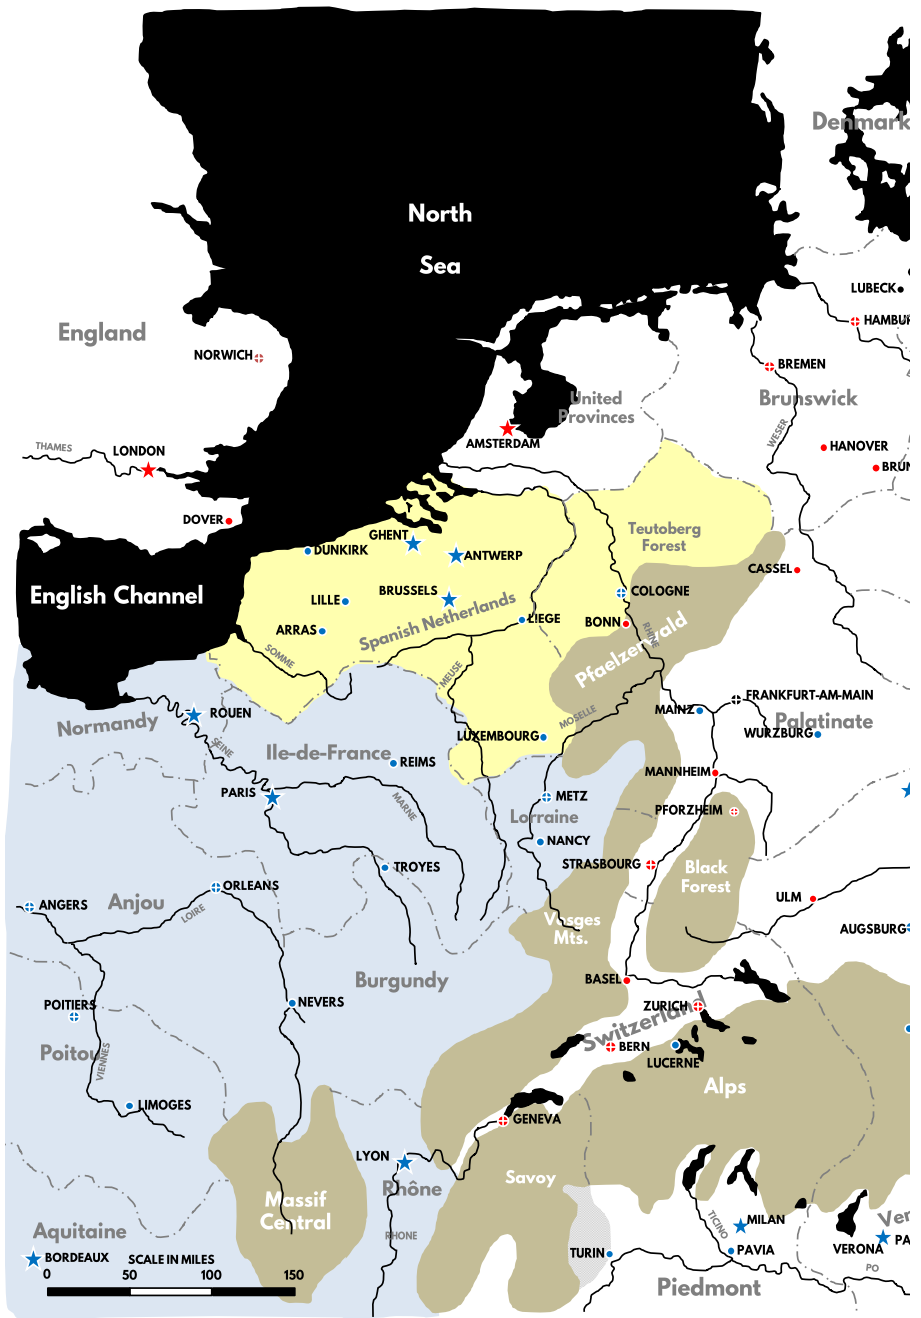 Denmark
North
Sea
LUBECK
HAMBUR
England
NORWICH
BREMEN
United
Provinces
Brunswick
WESER
THAMES
LONDON
AMSTERDAM
HANOVER
BRUN
DOVER
GHENT
DUNKIRK
ANTWERP
Teutoberg
Forest
CASSEL
English Channel
BRUSSELS
LILLE
COLOGNE
Spanish Netherlands
LIEGE
BONN
ARRAS
RHINE
Pfaelzerwald
SOMME
MEUSE
MOSELLE
FRANKFURT-AM-MAIN
MAINZ
Palatinate
WURZBURG
Normandy
ROUEN
SEINE
Ile-de-France
LUXEMBOURG
REIMS
MANNHEIM
PARIS
MARNE
METZ
Lorraine
PFORZHEIM
NANCY
TROYES
STRASBOURG
Black
Forest
ORLEANS
ANGERS
Anjou
LOIRE
ULM
Vosges
Mts.
AUGSBURG
Burgundy
BASEL
NEVERS
POITIERS
ZURICH
Switzerland
BERN
LUCERNE
Poitou
VIENNES
Alps
LIMOGES
GENEVA
LYON
Rhône
Savoy
Massif
Central
Aquitaine
BORDEAUX
RHONE
TICINO
MILAN
Ver
PA
VERONA
TURIN
PAVIA
PO
Piedmont
SCALE IN MILES
0 50 100 150